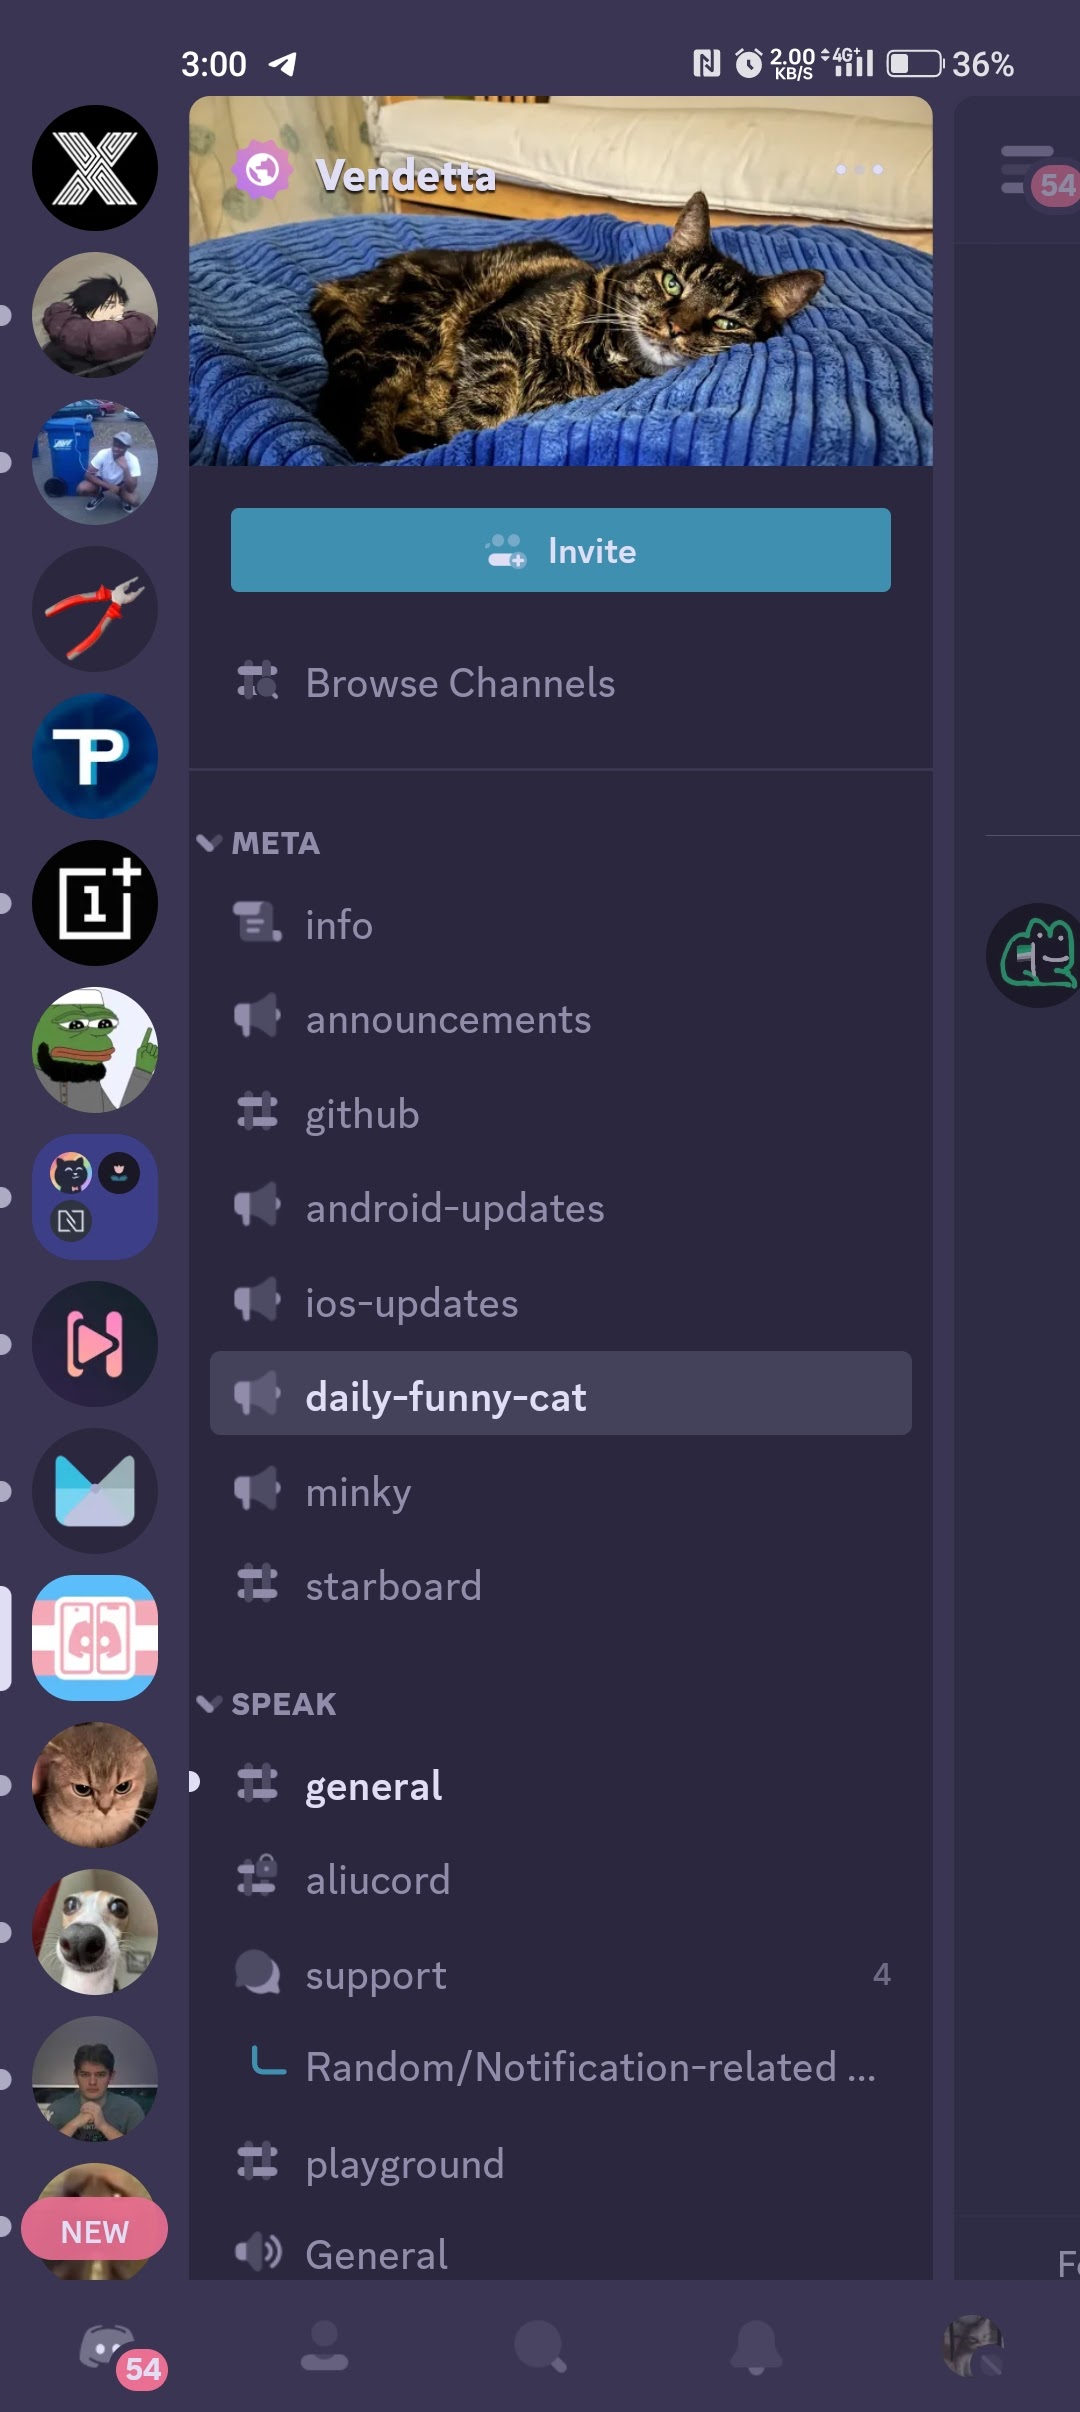 3:00
2.00 KB/S
4G+
36%
Vendetta
54
Invite
Browse Channels
META
info
announcements
github
android-updates
ios-updates
daily-funny-cat
minky
starboard
SPEAK
general
aliucord
support
4
Random/Notification-related ...
playground
NEW
General
54